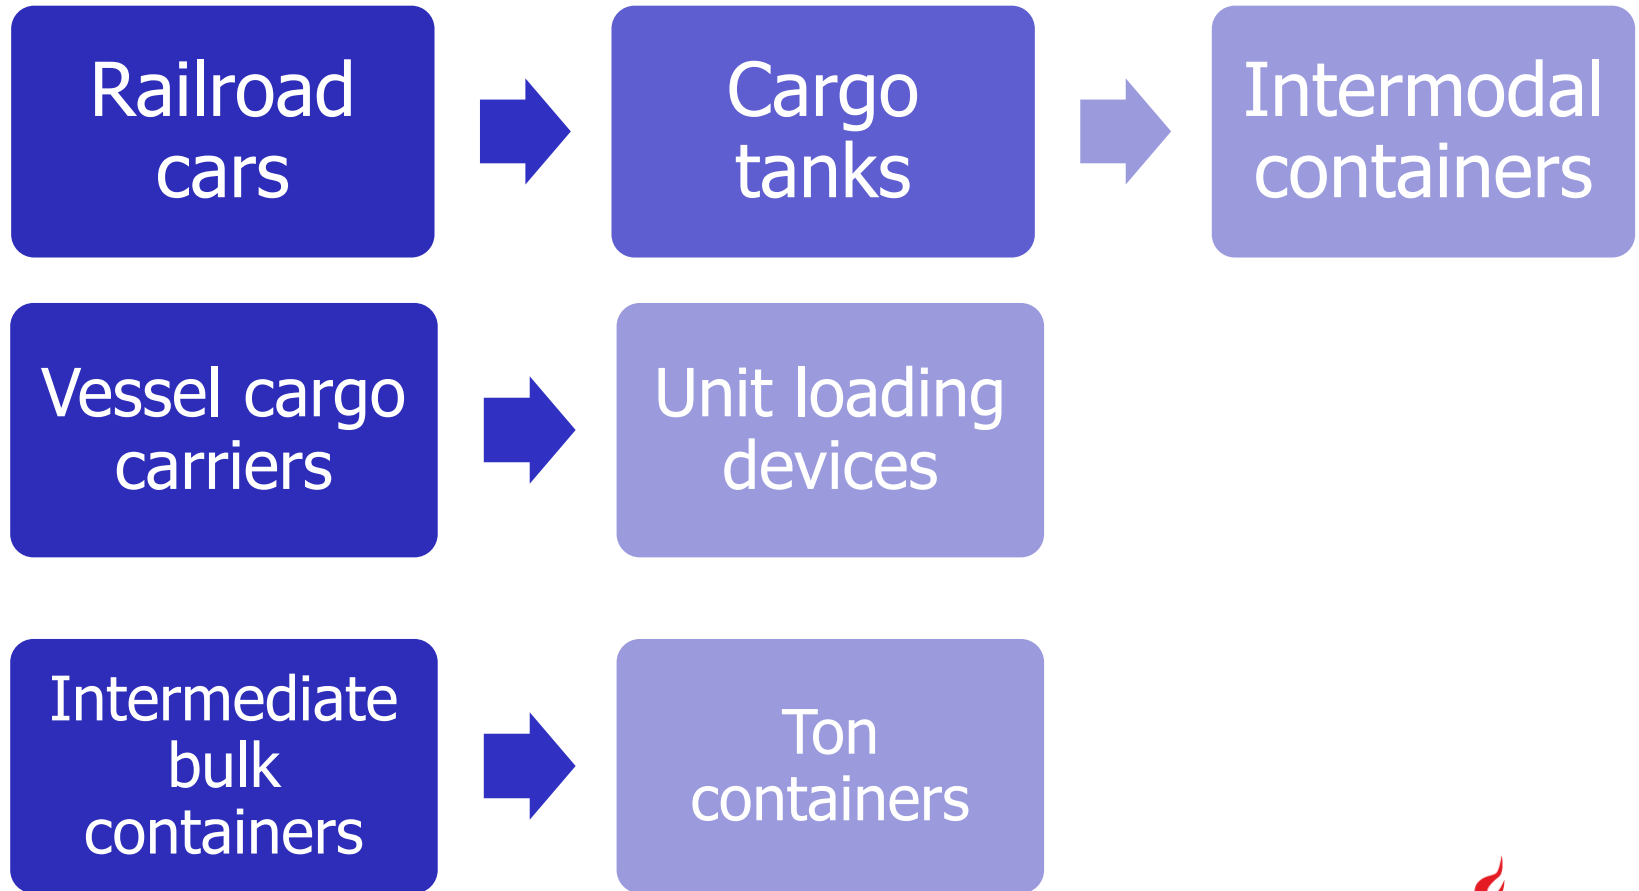 Railroad
cars
Cargo
tanks
Intermodal
containers
Vessel cargo
carriers
Unit loading
devices
Intermediate
bulk
containers
Ton
containers